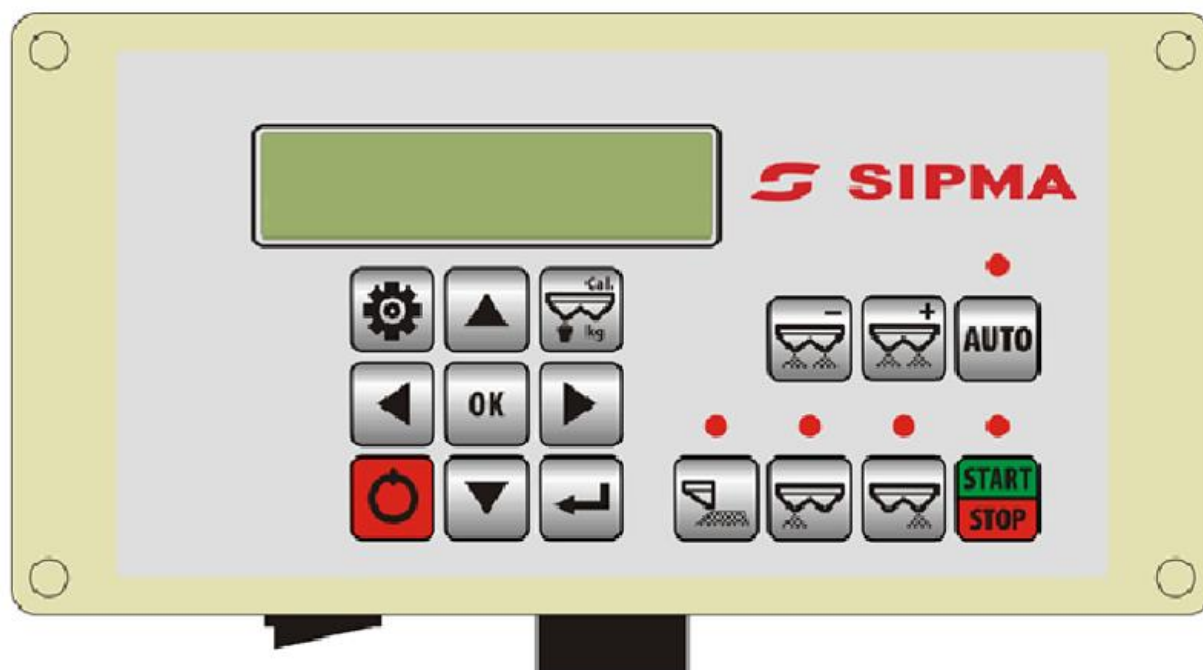 SIPMA
Cal.
kg
- +
AUTO
OK
START
STOP